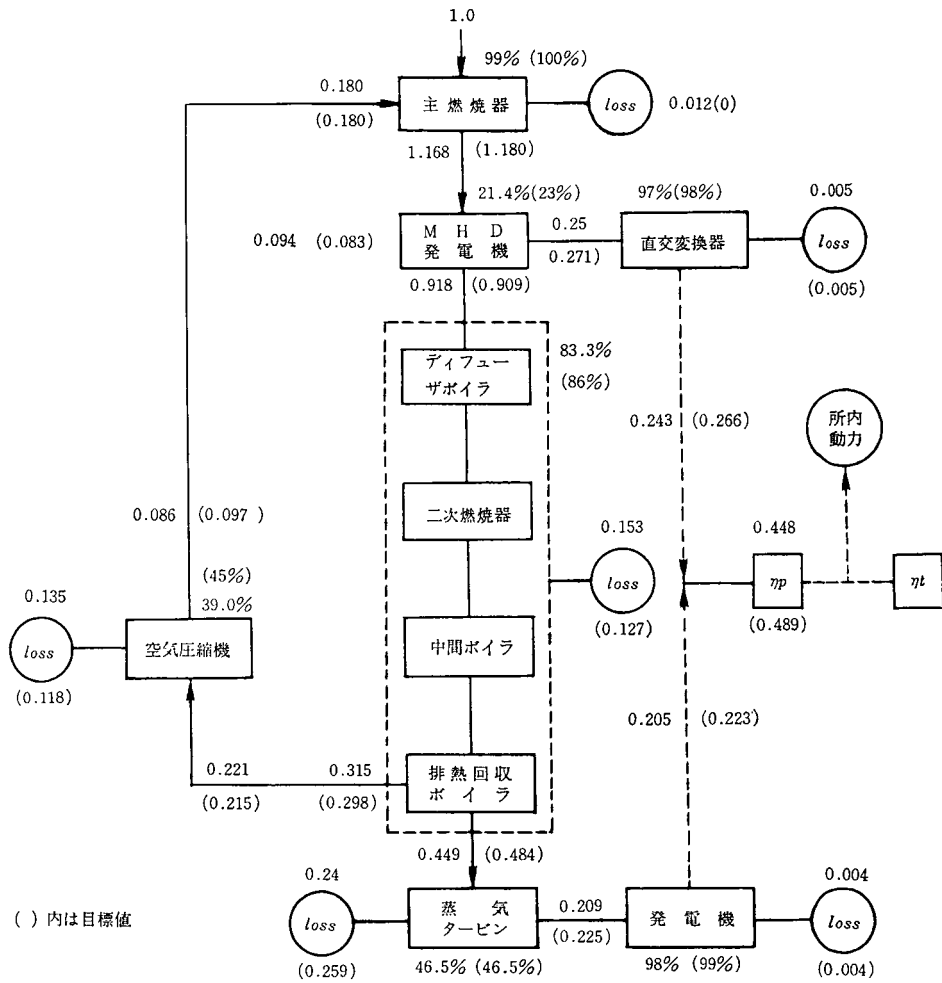 1.0
99% (100%)
0.180
(0.180)
主燃焼器
loss
0.012(0)
1.168 (1.180)
21.4%(23%)
97%(98%)
0.005
0.094 (0.083)
MHD
発電機
0.25
0.271)
直交変換器
loss
(0.005)
0.918 (0.909)
ディフュー
ザボイラ
83.3%
(86%)
0.243 (0.266)
所内
動力
二次燃焼器
0.086 (0.097 )
0.153
loss
(0.127)
0.448
ηp
(0.489)
ηt
(45%)
39.0%
0.135
loss
(0.118)
空気圧縮機
中間ボイラ
0.205 (0.223)
0.221
(0.215)
0.315
(0.298)
排熱回収
ボイラ
0.449 (0.484)
0.24
loss
(0.259)
蒸気
タービン
46.5% (46.5%)
0.209
(0.225)
発電機
98% (99%)
0.004
loss
(0.004)
( ) 内は目標値